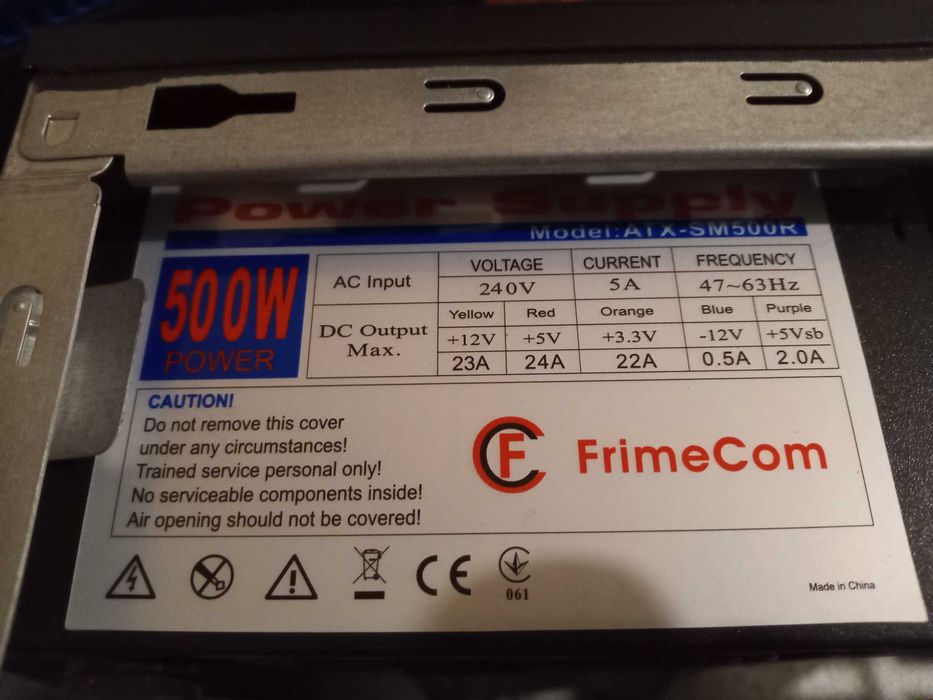 Power Supply
Model:ATX-SM500R
500W
POWER
AC Input
VOLTAGE CURRENT FREQUENCY
240V 5A 47~63Hz
DC Output
Max.
Yellow Red Orange Blue Purple
+12V +5V +3.3V -12V +5Vsb
23A 24A 22A 0.5A 2.0A
CAUTION!
Do not remove this cover
under any circumstances!
Trained service personal only!
No serviceable components inside!
Air opening should not be covered!
CF FrimeCom
CE
061
Made in China